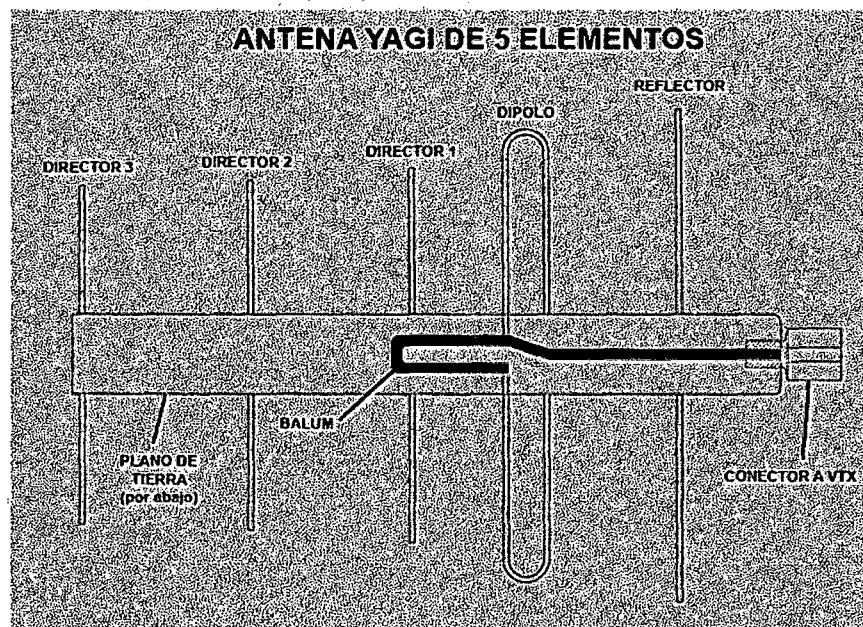 ANTENA YAGI DE 5 ELEMENTOS
REFLECTOR
DIPOLO
DIRECTOR 1
DIRECTOR 2
DIRECTOR 3
BALUM
PLANO DE
TIERRA
(por abajo)
CONECTOR A VTX